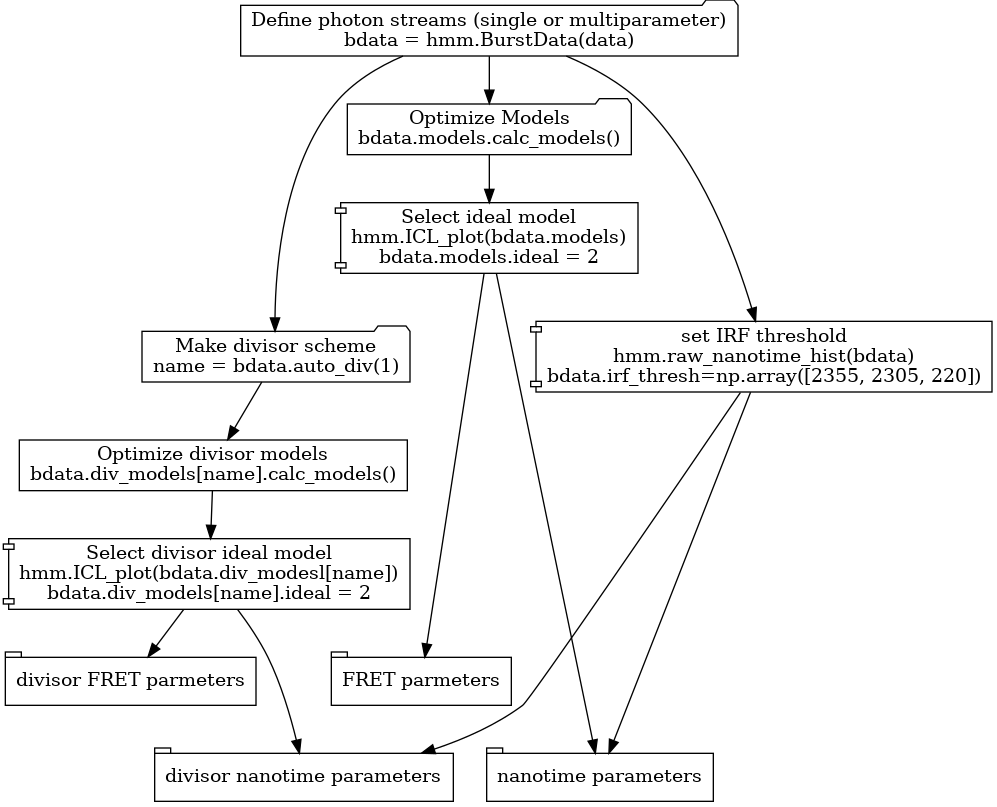 Define photon streams (single or multiparameter)
bdata = hmm.BurstData(data)
Optimize Models
bdata.models.calc_models()
Select ideal model
hmm.ICL_plot(bdata.models)
bdata.models.ideal = 2
Make divisor scheme
name = bdata.auto_div(1)
set IRF threshold
hmm.raw_nanotime_hist(bdata)
bdata.irf_thresh=np.array([2355, 2305, 220])
Optimize divisor models
bdata.div_models[name].calc_models()
Select divisor ideal model
hmm.ICL_plot(bdata.div_modesl[name])
bdata.div_models[name].ideal = 2
divisor FRET parmeters
FRET parmeters
divisor nanotime parameters
nanotime parameters